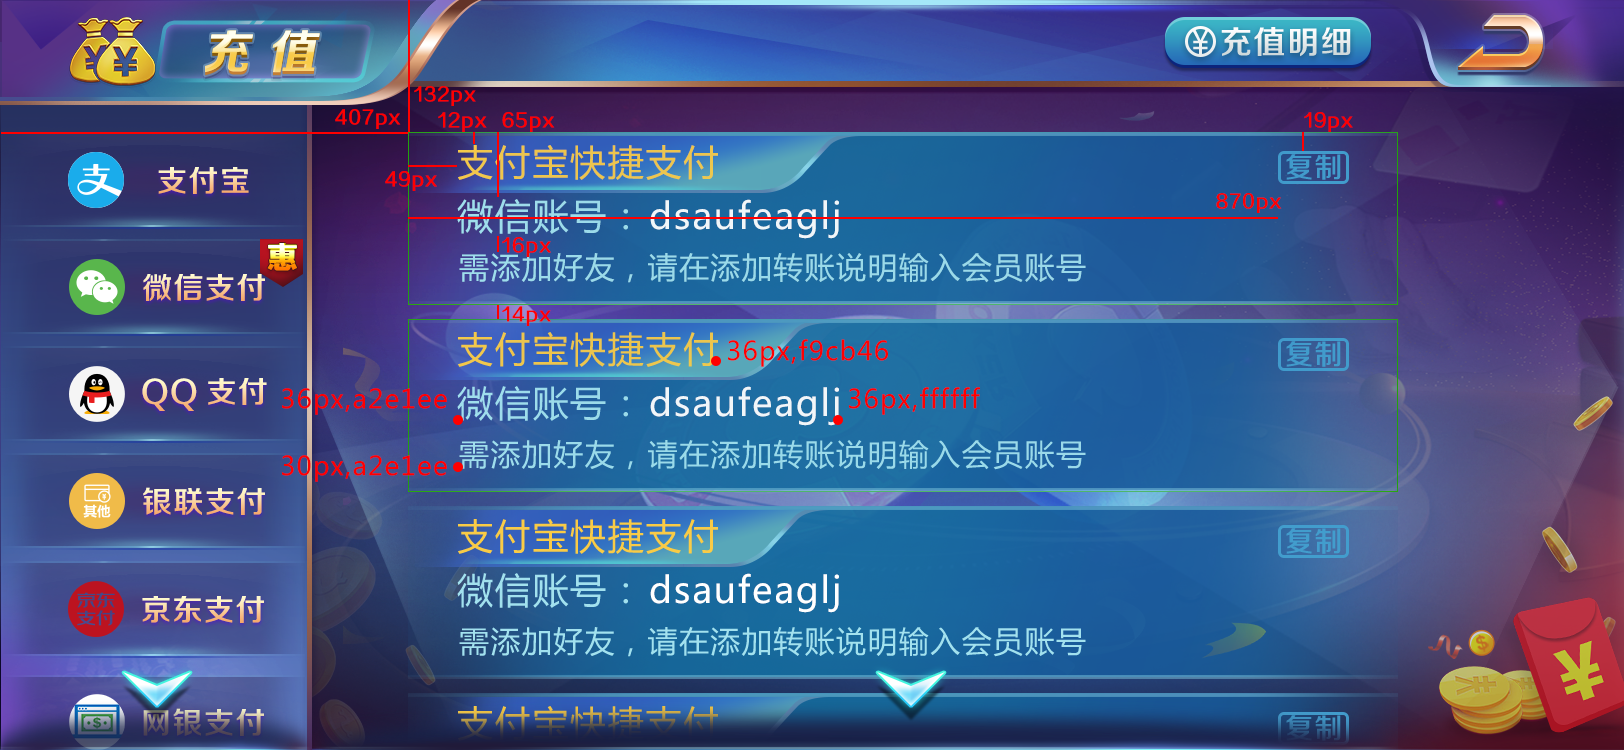 充值
充值明细
132px
407px
12px
65px
19px
支付宝
支付宝快捷支付
复制
49px
微信账号：dsaufeaglj
870px
16px
需添加好友，请在添加转账说明输入会员账号
惠
微信支付
14px
支付宝快捷支付
36px,f9cb46
复制
QQ 支付
36px,a2e1ee
微信账号：dsaufeaglj
36px,ffffff
30px,a2e1ee
需添加好友，请在添加转账说明输入会员账号
银联支付
其他
支付宝快捷支付
复制
微信账号：dsaufeaglj
京东支付
京东支付
需添加好友，请在添加转账说明输入会员账号
网银支付
支付宝快捷支付
复制